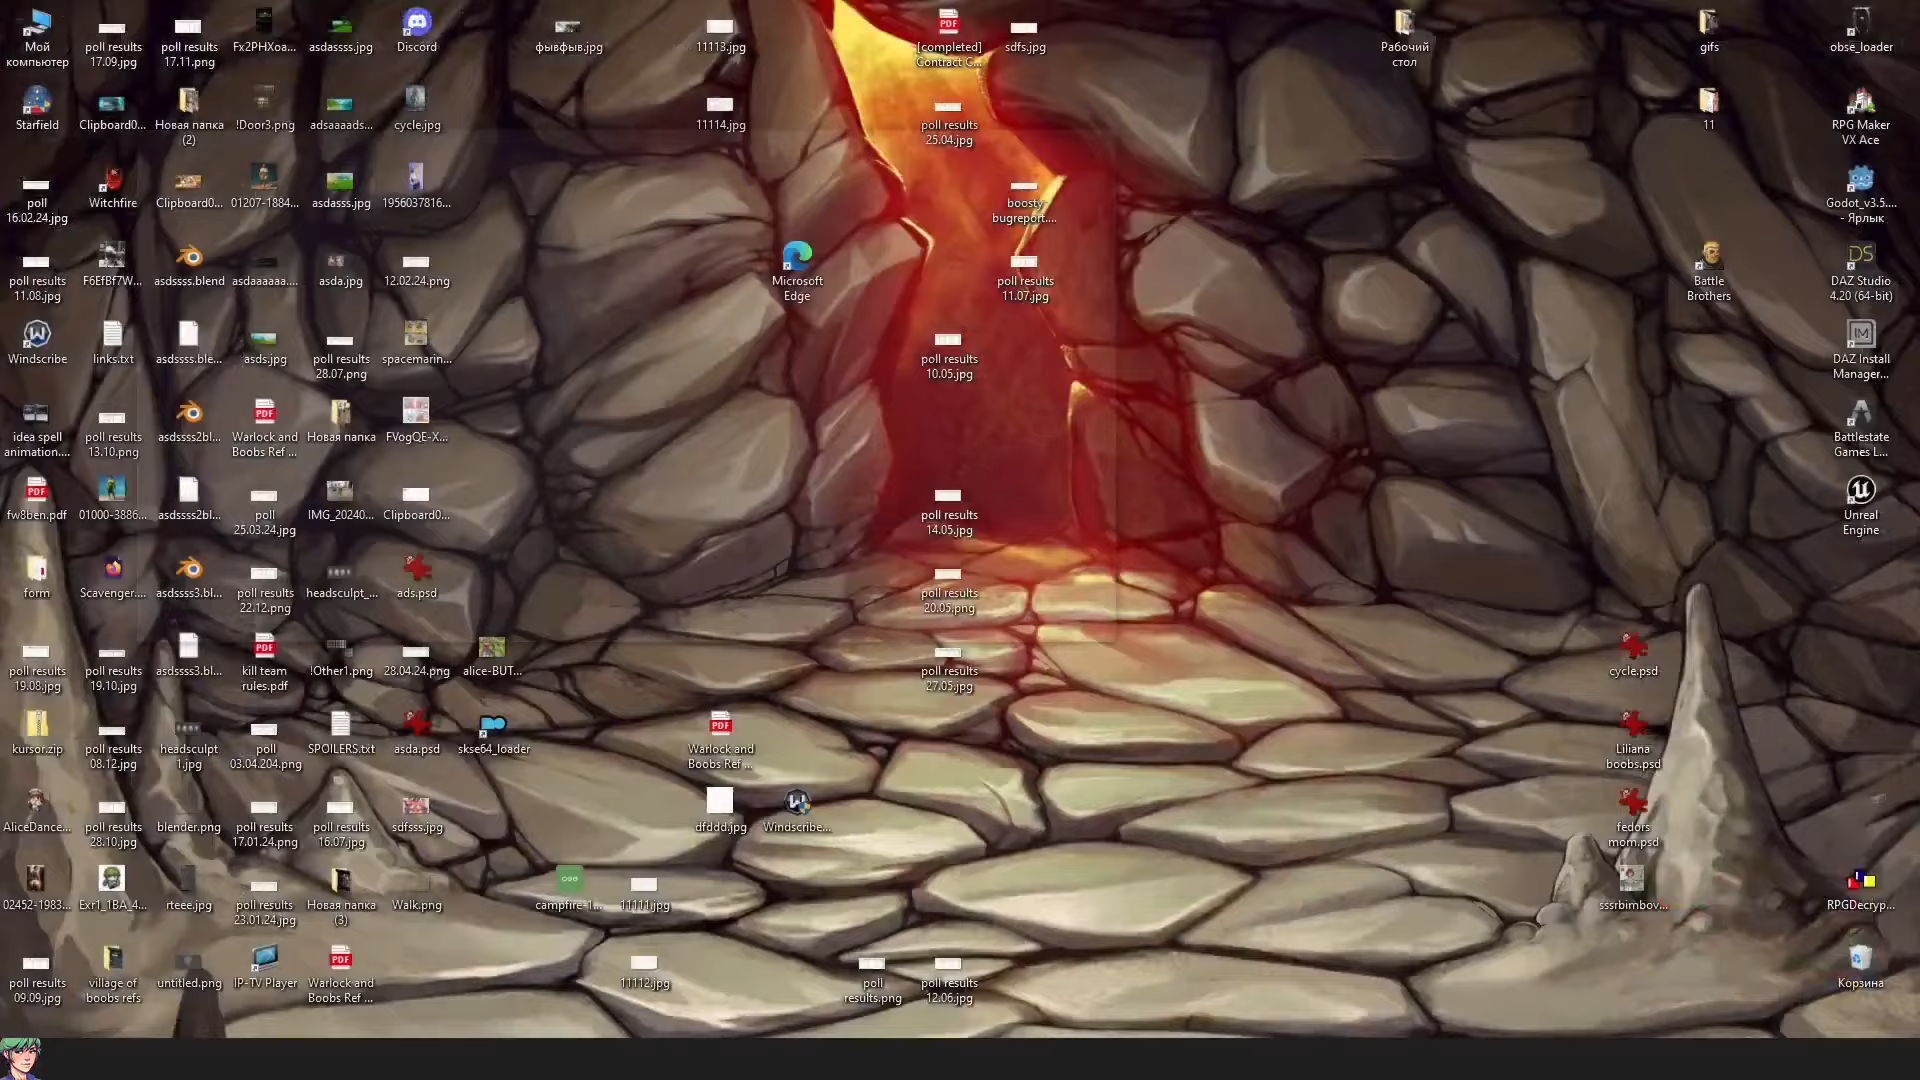 Мой
компьютер
poll results
17.09.jpg
poll results
17.11.png
Fx2PHXoa...
asdassss.jpg
Discord
фывфыв.jpg
11113.jpg
[completed]
Contract C...
sdfs.jpg
Рабочий
стол
gifs
obse_loader
Starfield
Clipboard0...
Новая папка
(2)
!Door3.png
adsaaaads...
cycle.jpg
11114.jpg
poll results
25.04.jpg
11
RPG Maker
VX Ace
poll
16.02.24.jpg
Witchfire
Clipboard0...
01207-1884...
asdasss.jpg
1956037816...
boosty
bugreport....
Godot_v3.5....
- Ярлык
poll results
11.08.jpg
F6EfBf7W...
asdssss.blend
asdaaaaaa....
asda.jpg
12.02.24.png
Microsoft
Edge
poll results
11.07.jpg
Battle
Brothers
DS
DAZ Studio
4.20 (64-bit)
Windscribe
links.txt
asdssss.ble...
asds.jpg
poll results
28.07.png
spacemarin...
poll results
10.05.jpg
IM
DAZ Install
Manager...
idea spell
animation....
poll results
13.10.png
asdssss2bl...
PDF
Warlock and
Boobs Ref ...
Новая папка
FVogQE-X...
Battlestate
Games L...
PDF
fw8ben.pdf
01000-3886...
asdssss2bl...
poll
25.03.24.jpg
IMG_20240...
Clipboard0...
poll results
14.05.jpg
Unreal
Engine
form
Scavenger....
asdssss3.bl...
poll results
22.12.png
headsculpt_...
ads.psd
poll results
20.05.png
poll results
19.08.jpg
poll results
19.10.jpg
asdssss3.bl...
PDF
kill team
rules.pdf
!Other1.png
28.04.24.png
alice-BUT...
poll results
27.05.jpg
cycle.psd
kursor.zip
poll results
08.12.jpg
headsculpt
1.jpg
poll
03.04.204.png
SPOILERS.txt
asda.psd
skse64_loader
PDF
Warlock and
Boobs Ref ...
Liliana
boobs.psd
AliceDance...
poll results
28.10.jpg
blender.png
poll results
17.01.24.png
poll results
16.07.jpg
sdfsss.jpg
dfddd.jpg
Windscribe...
fedors
mom.psd
02452-1983...
Exr1_1BA_4...
rteee.jpg
poll results
23.01.24.jpg
Новая папка
(3)
Walk.png
campfire-1...
11111.jpg
sssrbimbov...
RPGDecryp...
poll results
09.09.jpg
village of
boobs refs
untitled.png
IP-TV Player
PDF
Warlock and
Boobs Ref ...
11112.jpg
poll
results.png
poll results
12.06.jpg
Корзина